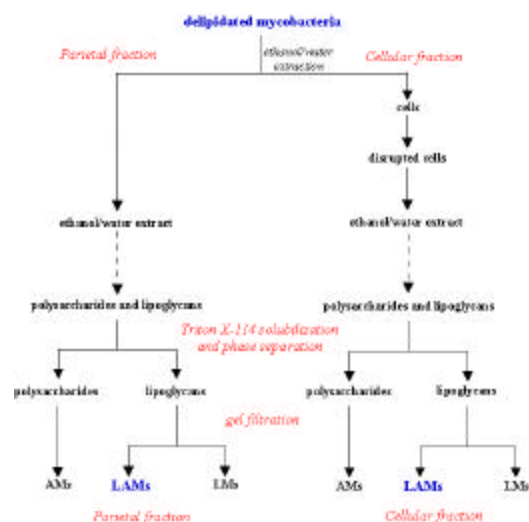 delipidated mycobacteria
Parietal fraction
ethanol/water
extraction
Cellular fraction
cells
disrupted cells
ethanol/water extract
ethanol/water extract
polysaccharides and lipoglycans
polysaccharides and lipoglycans
Triton X-114 solubilization
and phase separation
polysaccharides
lipoglycans
polysaccharides
lipoglycans
gel filtration
AMs
LAMs
LMs
AMs
LAMs
LMs
Parietal fraction
Cellular fraction